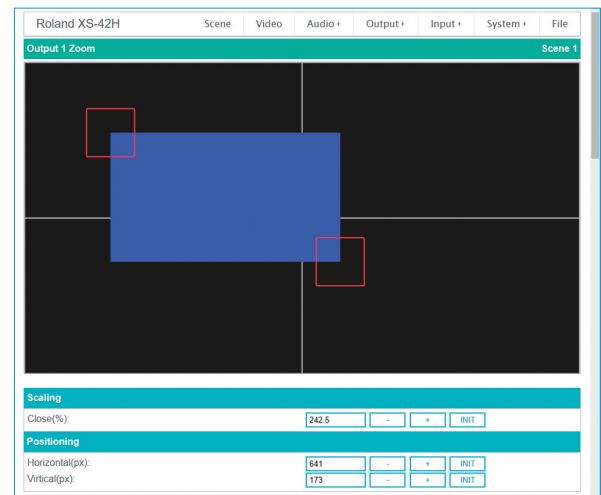 Roland XS-42H Scene Video Audio + Output + Input + System + File
Output 1 Zoom Scene 1
Scaling
Close(%): 242.5 - + INIT
Positioning
Horizontal(px): 641 - + INIT
Virtical(px): 173 - + INIT